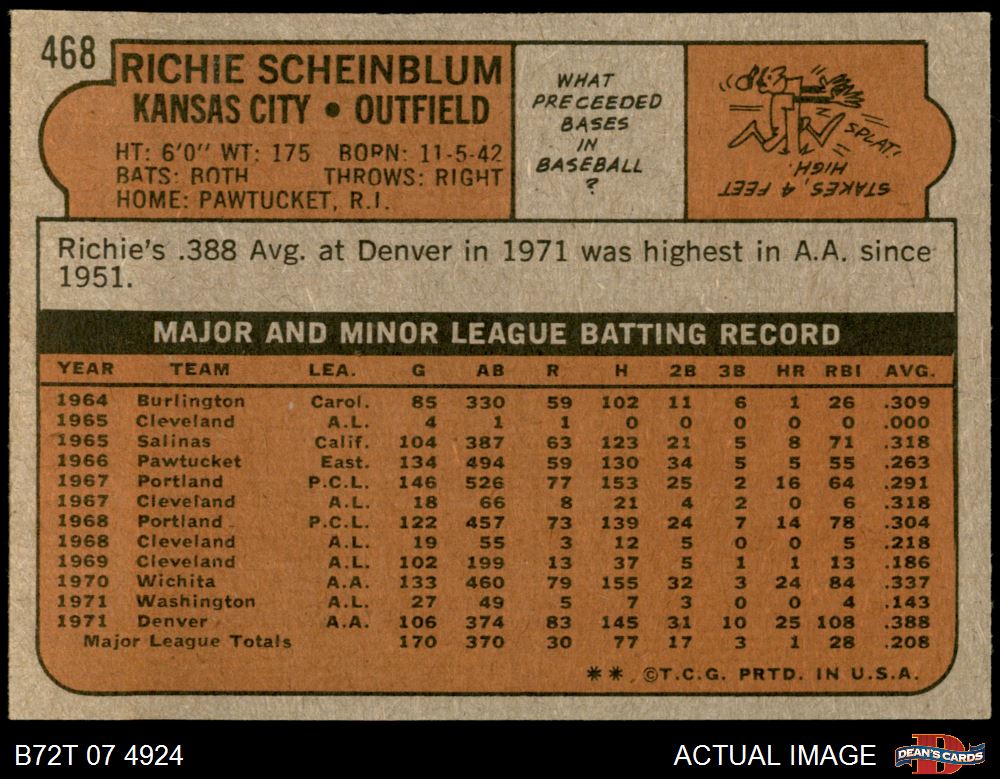 468
RICHIE SCHEINBLUM
KANSAS CITY • OUTFIELD
HT: 6'0" WT: 175 BORN: 11-5-42
BATS: BOTH THROWS: RIGHT
HOME: PAWTUCKET, R.I.
WHAT
PRECEEDED
BASES
IN
BASEBALL
?
STAKES, 4 FEET
HIGH.
SPLAT!
Richie's .388 Avg. at Denver in 1971 was highest in A.A. since
1951.
MAJOR AND MINOR LEAGUE BATTING RECORD
YEAR TEAM LEA. G AB R H 2B 3B HR RBI AVG.
1964 Burlington Carol. 85 330 59 102 11 6 1 26 .309
1965 Cleveland A.L. 4 1 1 0 0 0 0 0 .000
1965 Salinas Calif. 104 387 63 123 21 5 8 71 .318
1966 Pawtucket East. 134 494 59 130 34 5 5 55 .263
1967 Portland P.C.L. 146 526 77 153 25 2 16 64 .291
1967 Cleveland A.L. 18 66 8 21 4 2 0 6 .318
1968 Portland P.C.L. 122 457 73 139 24 7 14 78 .304
1968 Cleveland A.L. 19 55 3 12 5 0 0 5 .218
1969 Cleveland A.L. 102 199 13 37 5 1 1 13 .186
1970 Wichita A.A. 133 460 79 155 32 3 24 84 .337
1971 Washington A.L. 27 49 5 7 3 0 0 4 .143
1971 Denver A.A. 106 374 83 145 31 10 25 108 .388
Major League Totals 170 370 30 77 17 3 1 28 .208
** ©T.C.G. PRTD. IN U.S.A.
B72T 07 4924
ACTUAL IMAGE
D
DEAN'S CARDS